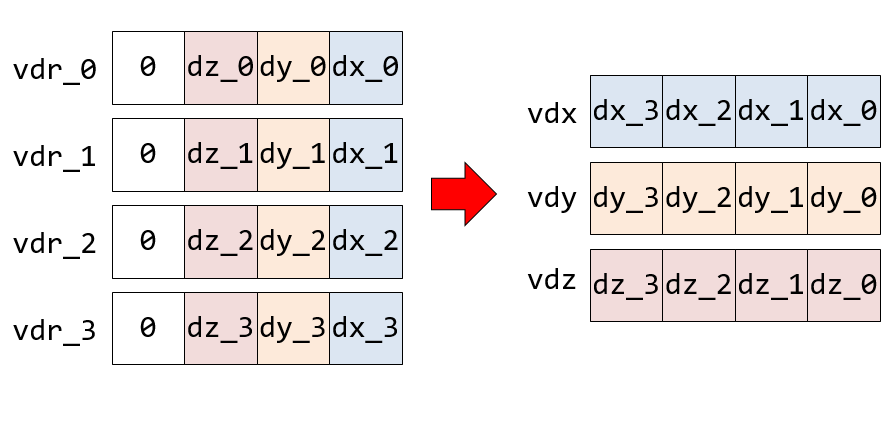 vdr_0 0 dz_0 dy_0 dx_0
vdr_1 0 dz_1 dy_1 dx_1
vdr_2 0 dz_2 dy_2 dx_2
vdr_3 0 dz_3 dy_3 dx_3
vdx dx_3 dx_2 dx_1 dx_0
vdy dy_3 dy_2 dy_1 dy_0
vdz dz_3 dz_2 dz_1 dz_0